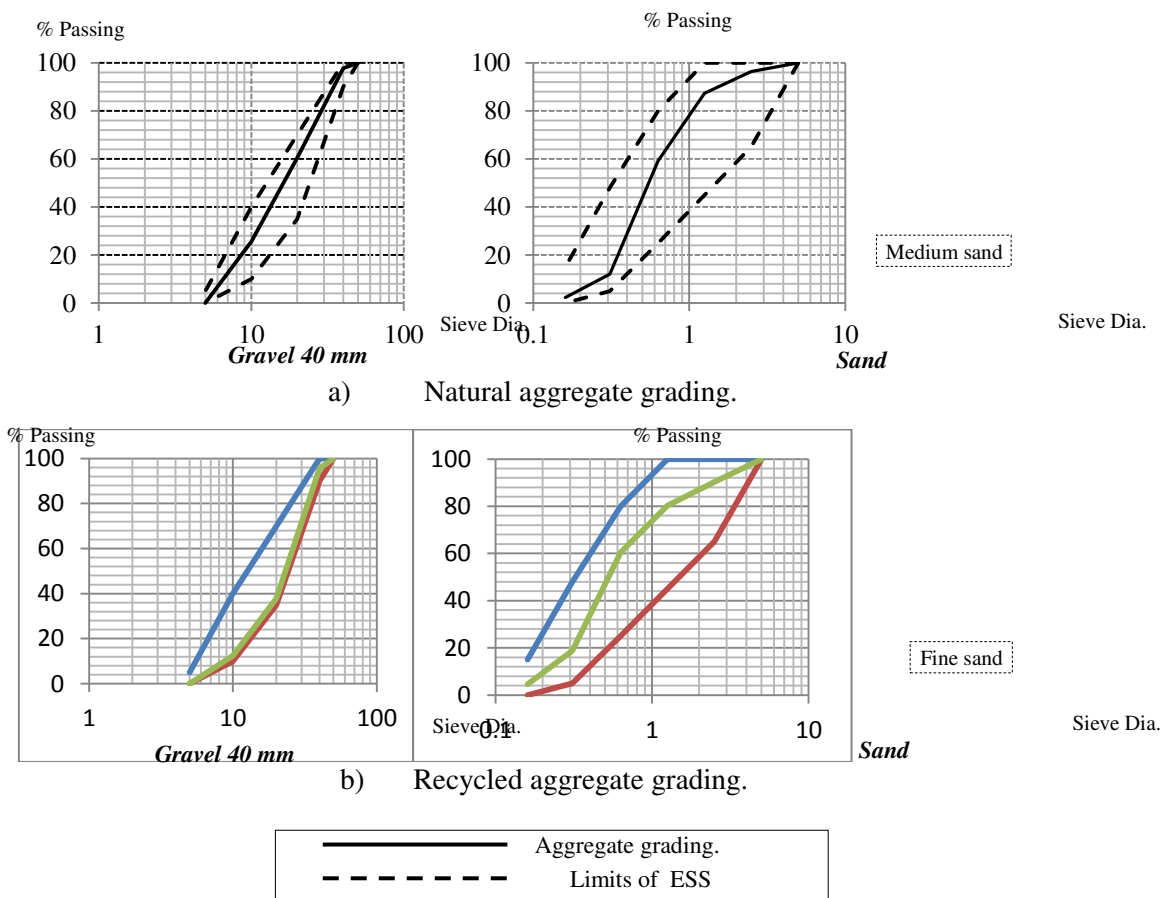 % Passing
% Passing
100
80
60
40
20
0
1
10
100
Sieve Dia.
Gravel 40 mm
100
80
60
40
20
0
0.1
1
10
Sieve Dia.
Sand
Medium sand
a) Natural aggregate grading.
% Passing
% Passing
100
80
60
40
20
0
1
10
100
Sieve Dia.
Gravel 40 mm
100
80
60
40
20
0
0.1
1
10
Sieve Dia.
Sand
Fine sand
b) Recycled aggregate grading.
Aggregate grading.
Limits of ESS